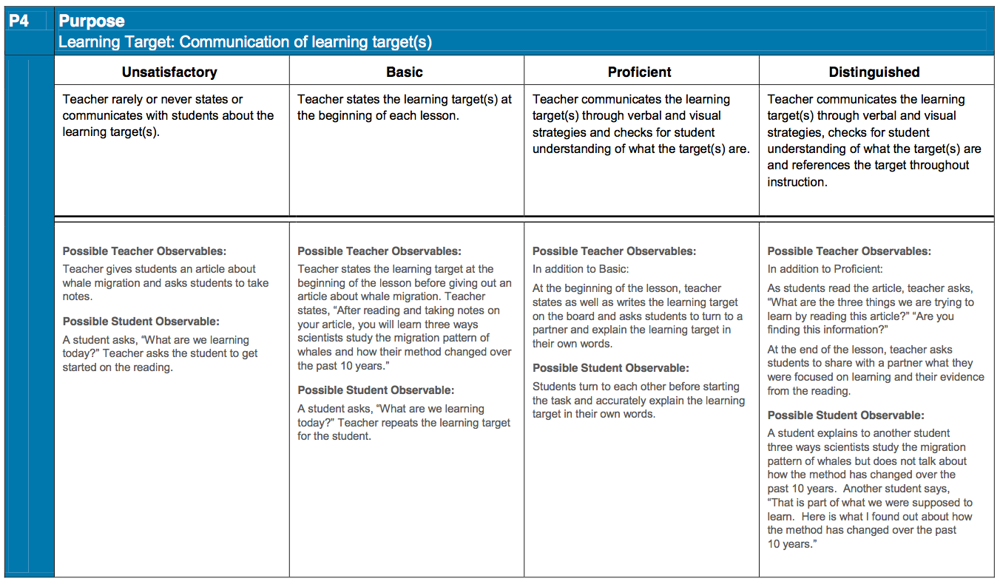 P4
Purpose
Learning Target: Communication of learning target(s)
Unsatisfactory
Basic
Proficient
Distinguished
Teacher rarely or never states or
communicates with students about the
learning target(s).
Teacher states the learning target(s) at
the beginning of each lesson.
Teacher communicates the learning
target(s) through verbal and visual
strategies and checks for student
understanding of what the target(s) are.
Teacher communicates the learning
target(s) through verbal and visual
strategies, checks for student
understanding of what the target(s) are
and references the target throughout
instruction.
Possible Teacher Observables:
Teacher gives students an article about
whale migration and asks students to take
notes.
Possible Student Observable:
A student asks, “What are we learning
today?” Teacher asks the student to get
started on the reading.
Possible Teacher Observables:
Teacher states the learning target at the
beginning of the lesson before giving out an
article about whale migration. Teacher
states, “After reading and taking notes on
your article, you will learn three ways
scientists study the migration pattern of
whales and how their method changed over
the past 10 years.”
Possible Student Observable:
A student asks, “What are we learning
today?” Teacher repeats the learning target
for the student.
Possible Teacher Observables:
In addition to Basic:
At the beginning of the lesson, teacher
states as well as writes the learning target
on the board and asks students to turn to a
partner and explain the learning target in
their own words.
Possible Student Observable:
Students turn to each other before starting
the task and accurately explain the learning
target in their own words.
Possible Teacher Observables:
In addition to Proficient:
As students read the article, teacher asks,
“What are the three things we are trying to
learn by reading this article?” “Are you
finding this information?”
At the end of the lesson, teacher asks
students to share with a partner what they
were focused on learning and their evidence
from the reading.
Possible Student Observable:
A student explains to another student
three ways scientists study the migration
pattern of whales but does not talk about
how the method has changed over the
past 10 years.  Another student says,
“That is part of what we were supposed to
learn.  Here is what I found out about how
the method has changed over the past
10 years.”